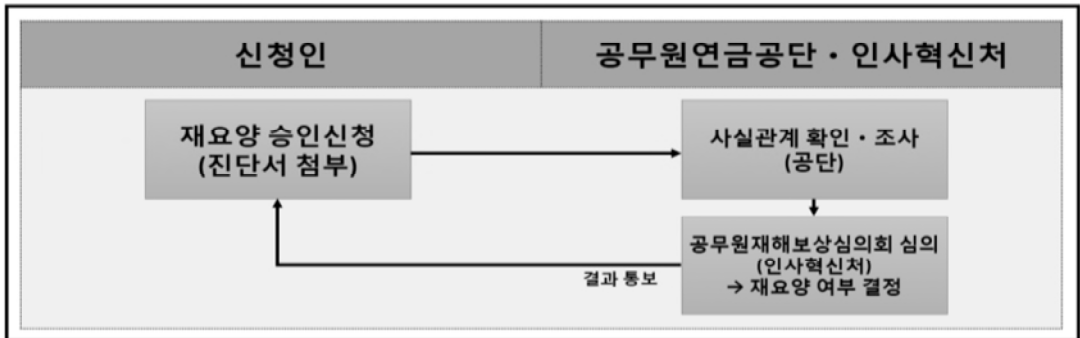 신청인
공무원연금공단・인사혁신처
재요양 승인신청
(진단서 첨부)
사실관계 확인・조사
(공단)
공무원재해보상심의회 심의
(인사혁신처)
→ 재요양 여부 결정
결과 통보